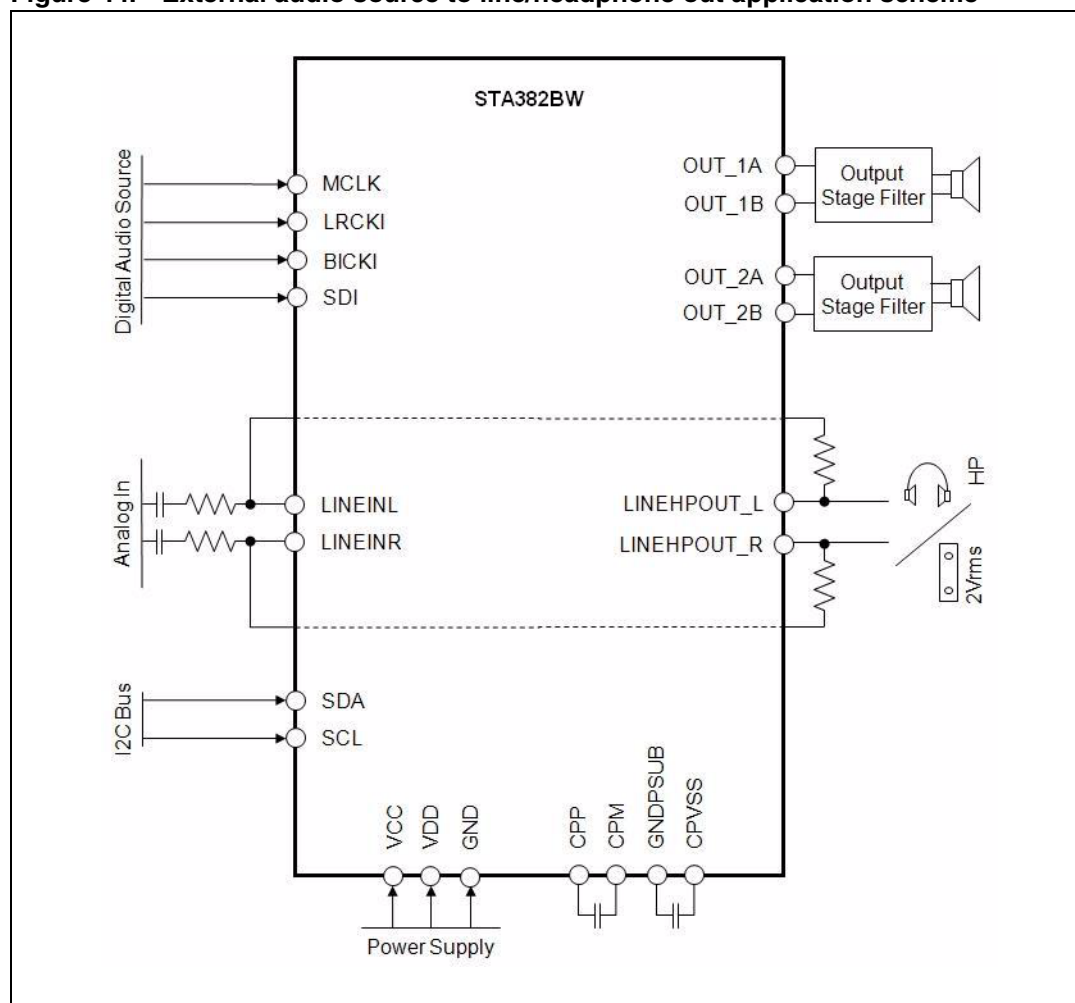 Figure External audio source to line/headphone out application scheme
STA382BW
Digital Audio Source
MCLK
LRCKI
BICKI
SDI
OUT_1A
OUT_1B
Output
Stage Filter
OUT_2A
OUT_2B
Output
Stage Filter
Analog In
LINEINL
LINEINR
LINEHPOUT_L
LINEHPOUT_R
HP
2Vrms
I2C Bus
SDA
SCL
VCC
VDD
GND
CPP
CPM
GNDPSUB
CPVSS
Power Supply